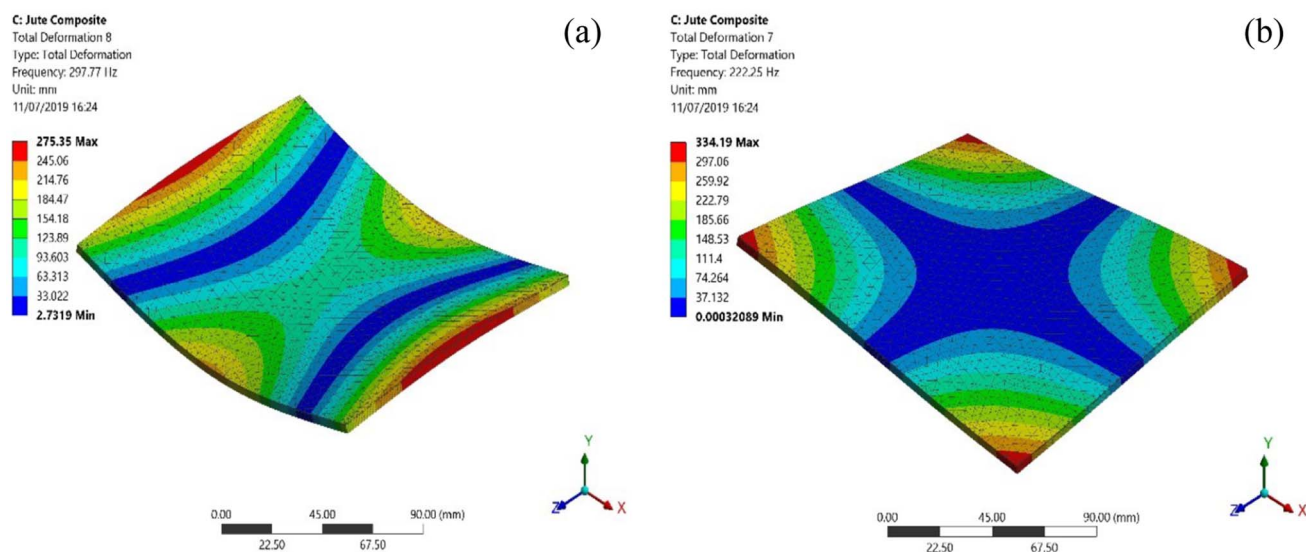 C: Jute Composite
Total Deformation 8
Type: Total Deformation
Frequency: 297.77 Hz
Unit: mm
11/07/2019 16:24
(a)
275.35 Max
245.06
214.76
184.47
154.18
123.89
93.603
63.313
33.022
2.7319 Min
Y
Z
X
0.00 45.00 90.00 (mm)
22.50 67.50
C: Jute Composite
Total Deformation 7
Type: Total Deformation
Frequency: 222.25 Hz
Unit: mm
11/07/2019 16:24
(b)
334.19 Max
297.06
259.92
222.79
185.66
148.53
111.4
74.264
37.132
0.00032089 Min
Y
Z
X
0.00 45.00 90.00 (mm)
22.50 67.50